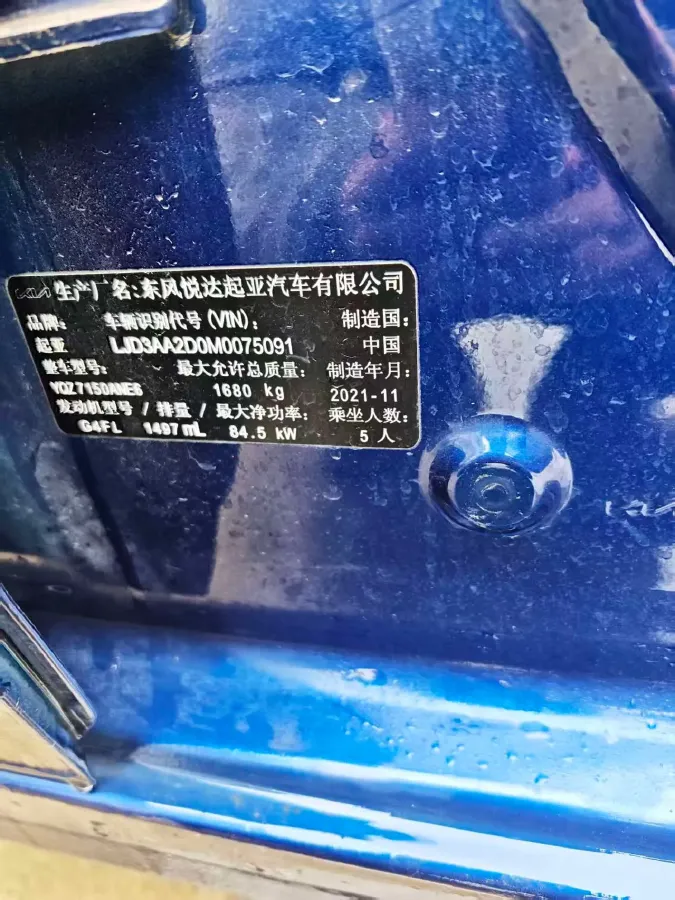 KIA 生产厂名:东风悦达起亚汽车有限公司
品牌: 车辆识别代号(VIN): 制造国:
起亚 LJD3AA2D0M0075091 中国
整车型号: 最大允许总质量: 制造年月:
YQZ7150ANE6 1680 kg 2021-11
发动机型号 / 排量 / 最大净功率: 乘坐人数:
G4FL 1497mL 84.5 kW 5 人